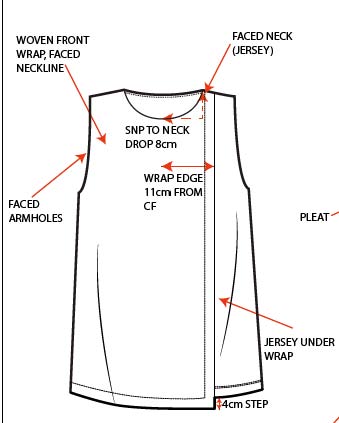 WOVEN FRONT
WRAP, FACED
NECKLINE
FACED NECK
(JERSEY)
SNP TO NECK
DROP 8cm
WRAP EDGE
11cm FROM
CF
FACED
ARMHOLES
PLEAT
JERSEY UNDER
WRAP
4cm STEP